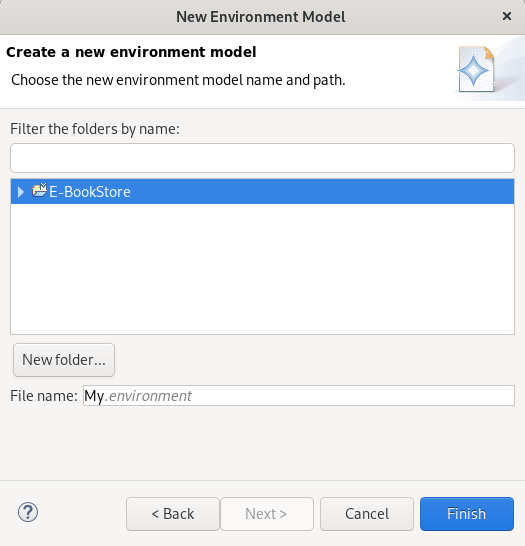 New Environment Model
Create a new environment model
Choose the new environment model name and path.
Filter the folders by name:
E-BookStore
New folder...
File name: My.environment
< Back Next > Cancel Finish